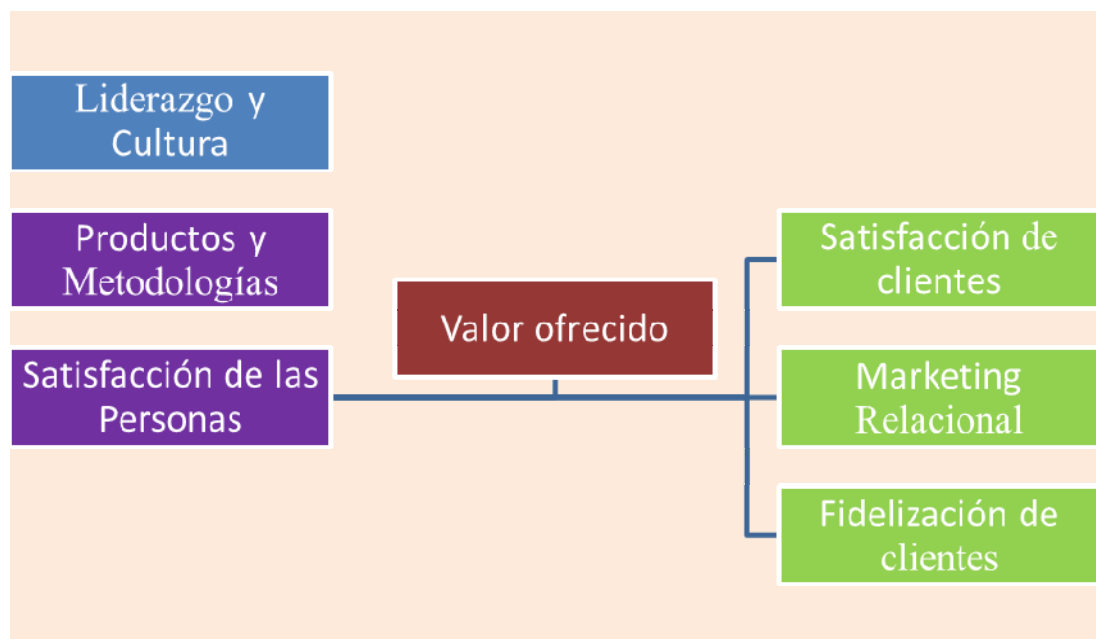 Liderazgo y
Cultura
Productos y
Metodologías
Satisfacción de las
Personas
Valor ofrecido
Satisfacción de
clientes
Marketing
Relacional
Fidelización de
clientes